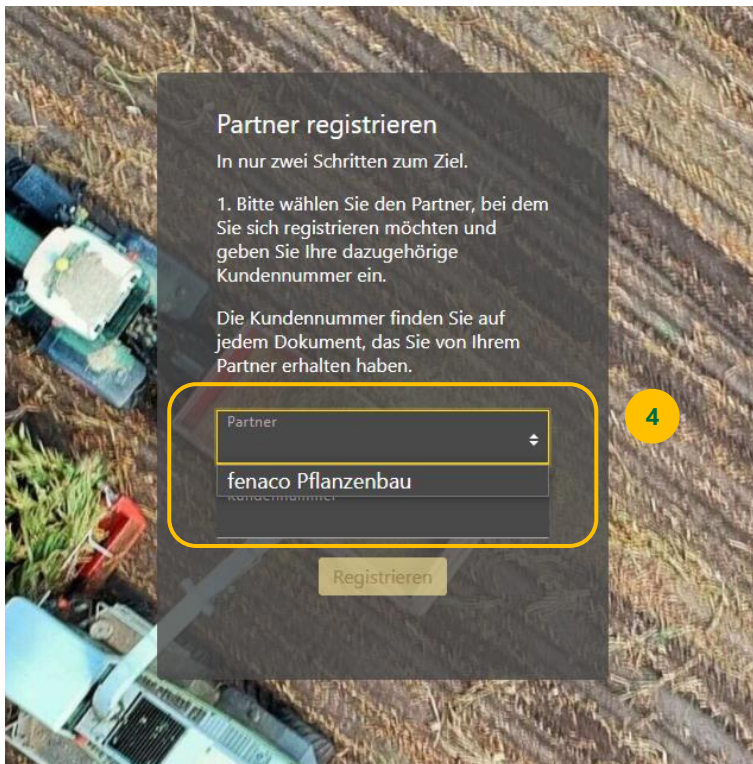 Partner registrieren
In nur zwei Schritten zum Ziel.
1. Bitte wählen Sie den Partner, bei dem
Sie sich registrieren möchten und
geben Sie Ihre dazugehörige
Kundennummer ein.
Die Kundennummer finden Sie auf
jedem Dokument, das Sie von Ihrem
Partner erhalten haben.
Partner
4
fenaco Pflanzenbau
Kundennummer
Registrieren